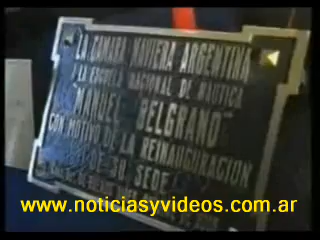 LA CAMARA NAVIERA ARGENTINA
A LA ESCUELA NACIONAL DE NAUTICA
"MANUEL BELGRANO"
CON MOTIVO DE LA REINAUGURACION
DE SU SEDE
www.noticiasyvideos.com.ar